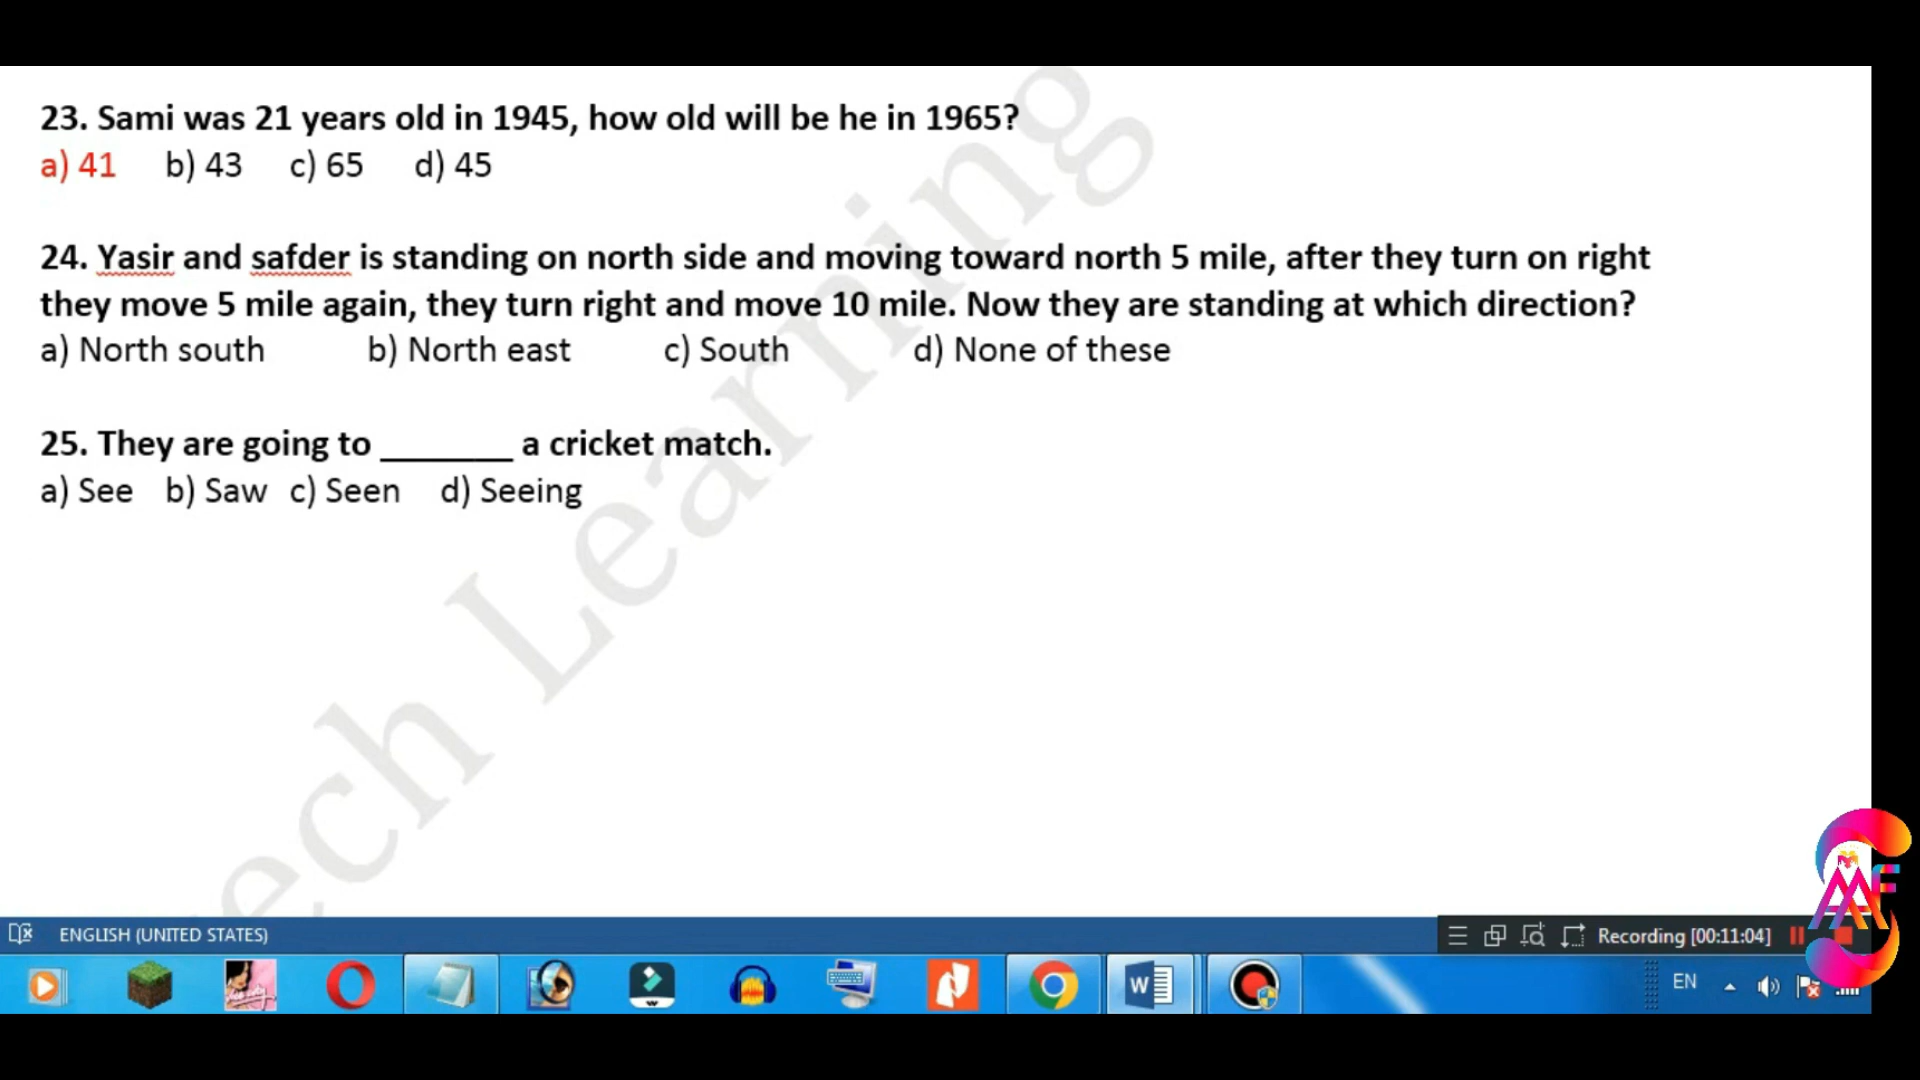 23. Sami was 21 years old in 1945, how old will be he in 1965?
a) 41 b) 43 c) 65 d) 45
24. Yasir and safder is standing on north side and moving toward north 5 mile, after they turn on right
they move 5 mile again, they turn right and move 10 mile. Now they are standing at which direction?
a) North south b) North east c) South d) None of these
25. They are going to _______ a cricket match.
a) See b) Saw c) Seen d) Seeing
ech Learning
ENGLISH (UNITED STATES)
Recording [00:11:04]
EN